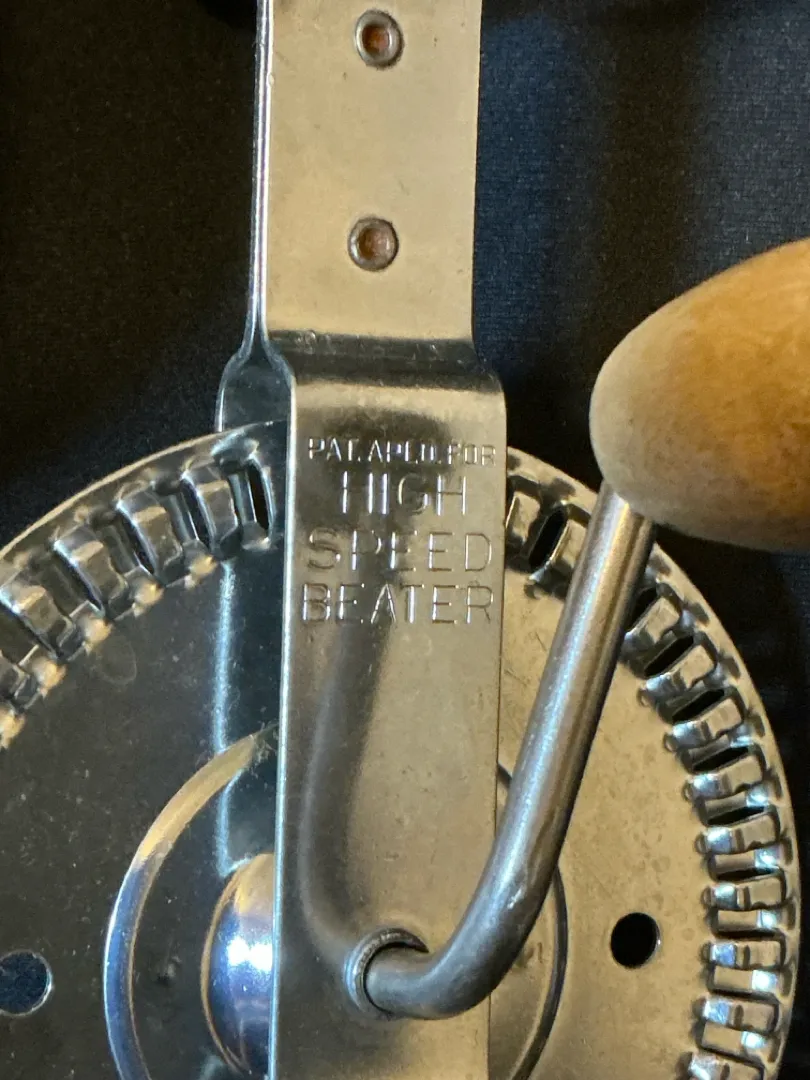 PAT. APLD. FOR
HIGH
SPEED
BEATER